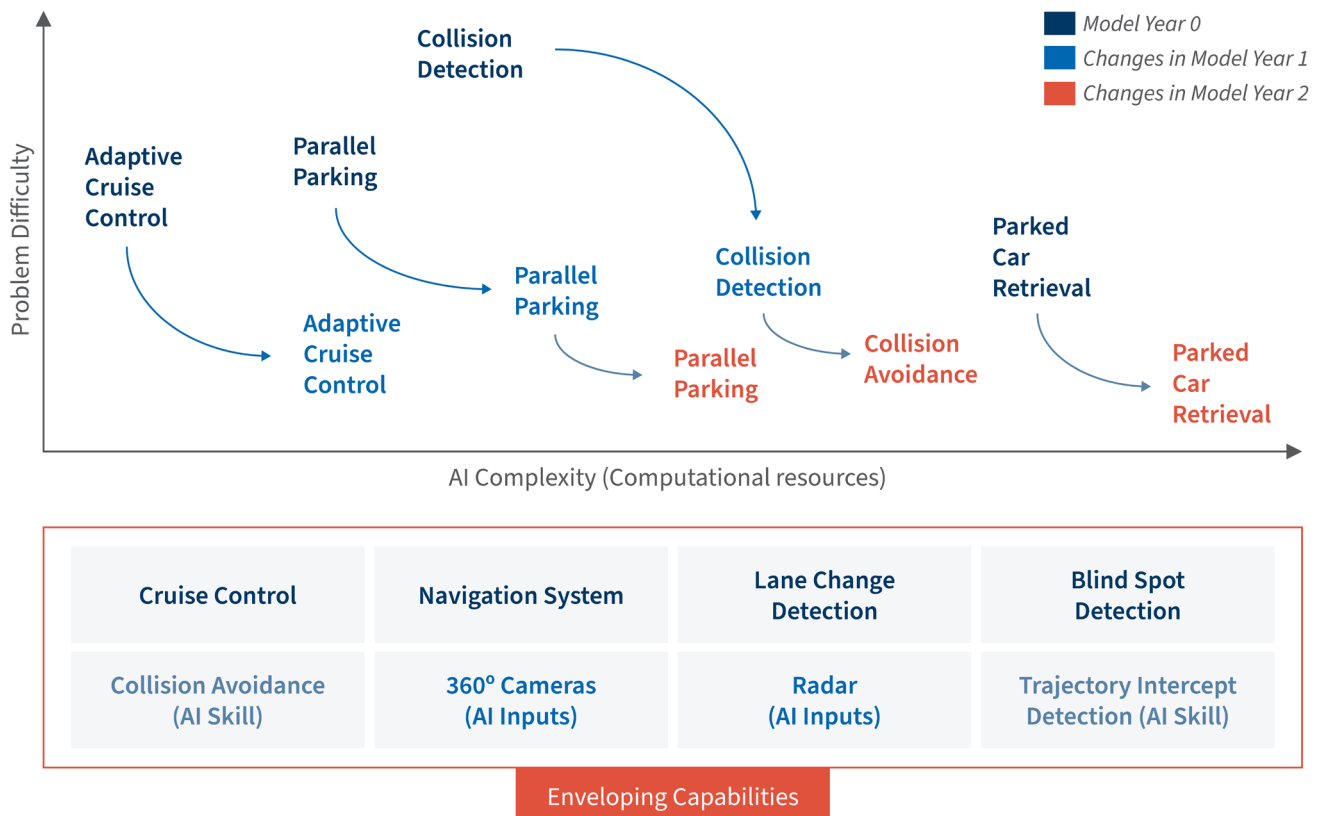 Model Year 0
Changes in Model Year 1
Changes in Model Year 2
Problem Difficulty
Collision
Detection
Adaptive
Cruise
Control
Parallel
Parking
Parked
Car
Retrieval
Collision
Detection
Parallel
Parking
Adaptive
Cruise
Control
Parallel
Parking
Collision
Avoidance
Parked
Car
Retrieval
AI Complexity (Computational resources)
Cruise Control
Navigation System
Lane Change
Detection
Blind Spot
Detection
Collision Avoidance
(AI Skill)
360º Cameras
(AI Inputs)
Radar
(AI Inputs)
Trajectory Intercept
Detection (AI Skill)
Enveloping Capabilities